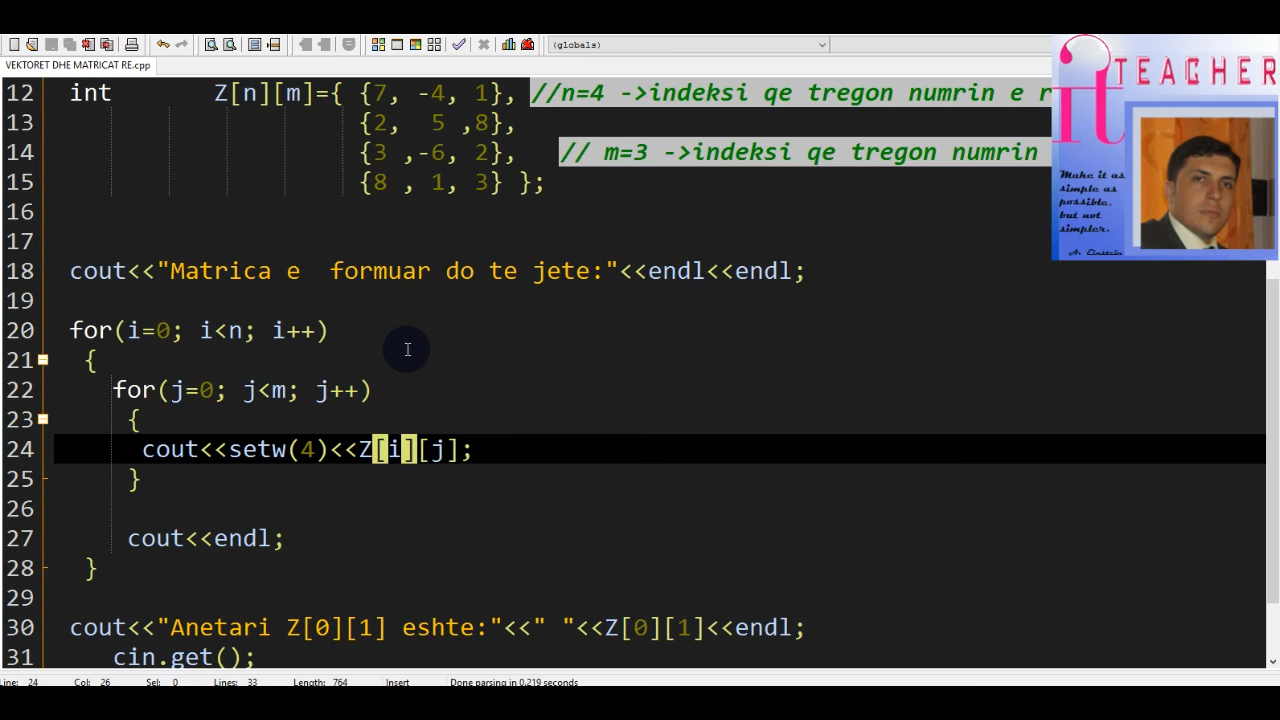 (globals)
VEKTORET DHE MATRICAT RE.cpp
12 int Z[n][m]={ {7, -4, 1}, //n=4 ->indeksi qe tregon numrin e r
13 {2, 5 ,8},
14 {3 ,-6, 2}, // m=3 ->indeksi qe tregon numrin
15 {8 , 1, 3} };
16
17
18 cout<<"Matrica e formuar do te jete:"<<endl<<endl;
19
20 for(i=0; i<n; i++)
21 {
22 for(j=0; j<m; j++)
23 {
24 cout<<setw(4)<<Z[i][j];
25 }
26
27 cout<<endl;
28 }
29
30 cout<<"Anetari Z[0][1] eshte:"<<" "<<Z[0][1]<<endl;
31 cin.get();
it TEACHER
Make it as
simple as
possible,
but not
simpler.
A. Einstein
Line: 24 Col: 26 Sel: 0 Lines: 33 Length: 764 Insert Done parsing in 0,219 seconds